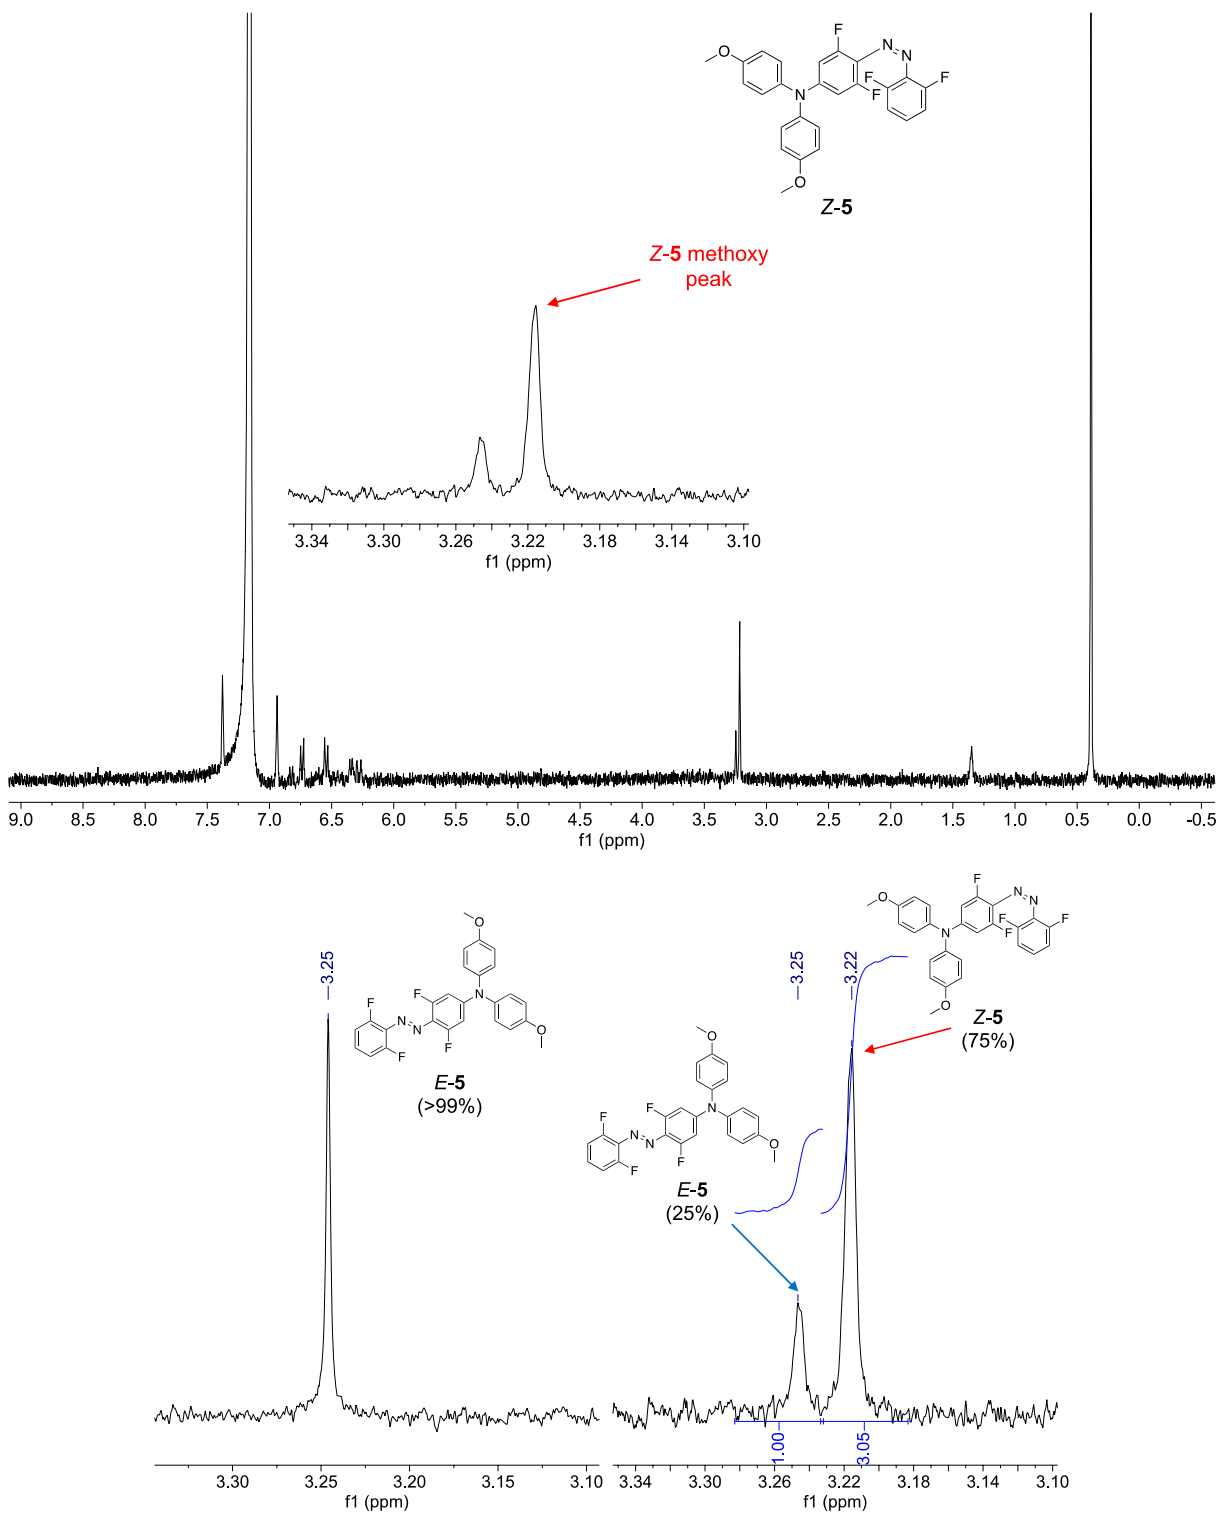 F
N
N
O
F
F
F
N
O
Z-5
Z-5 methoxy
peak
3.34 3.30 3.26 3.22 3.18 3.14 3.10
f1 (ppm)
9.0 8.5 8.0 7.5 7.0 6.5 6.0 5.5 5.0 4.5 4.0 3.5 3.0 2.5 2.0 1.5 1.0 0.5 0.0 -0.5
f1 (ppm)
3.25
O
F
F
N
N
N
O
F
F
E-5
(>99%)
3.30 3.20 3.10
f1 (ppm)
3.25
3.22
F
N
N
O
F
F
F
N
O
Z-5
(75%)
O
F
F
N
N
N
O
F
F
E-5
(25%)
1.00
3.05
3.34 3.30 3.26 3.22 3.18 3.14 3.10
f1 (ppm)